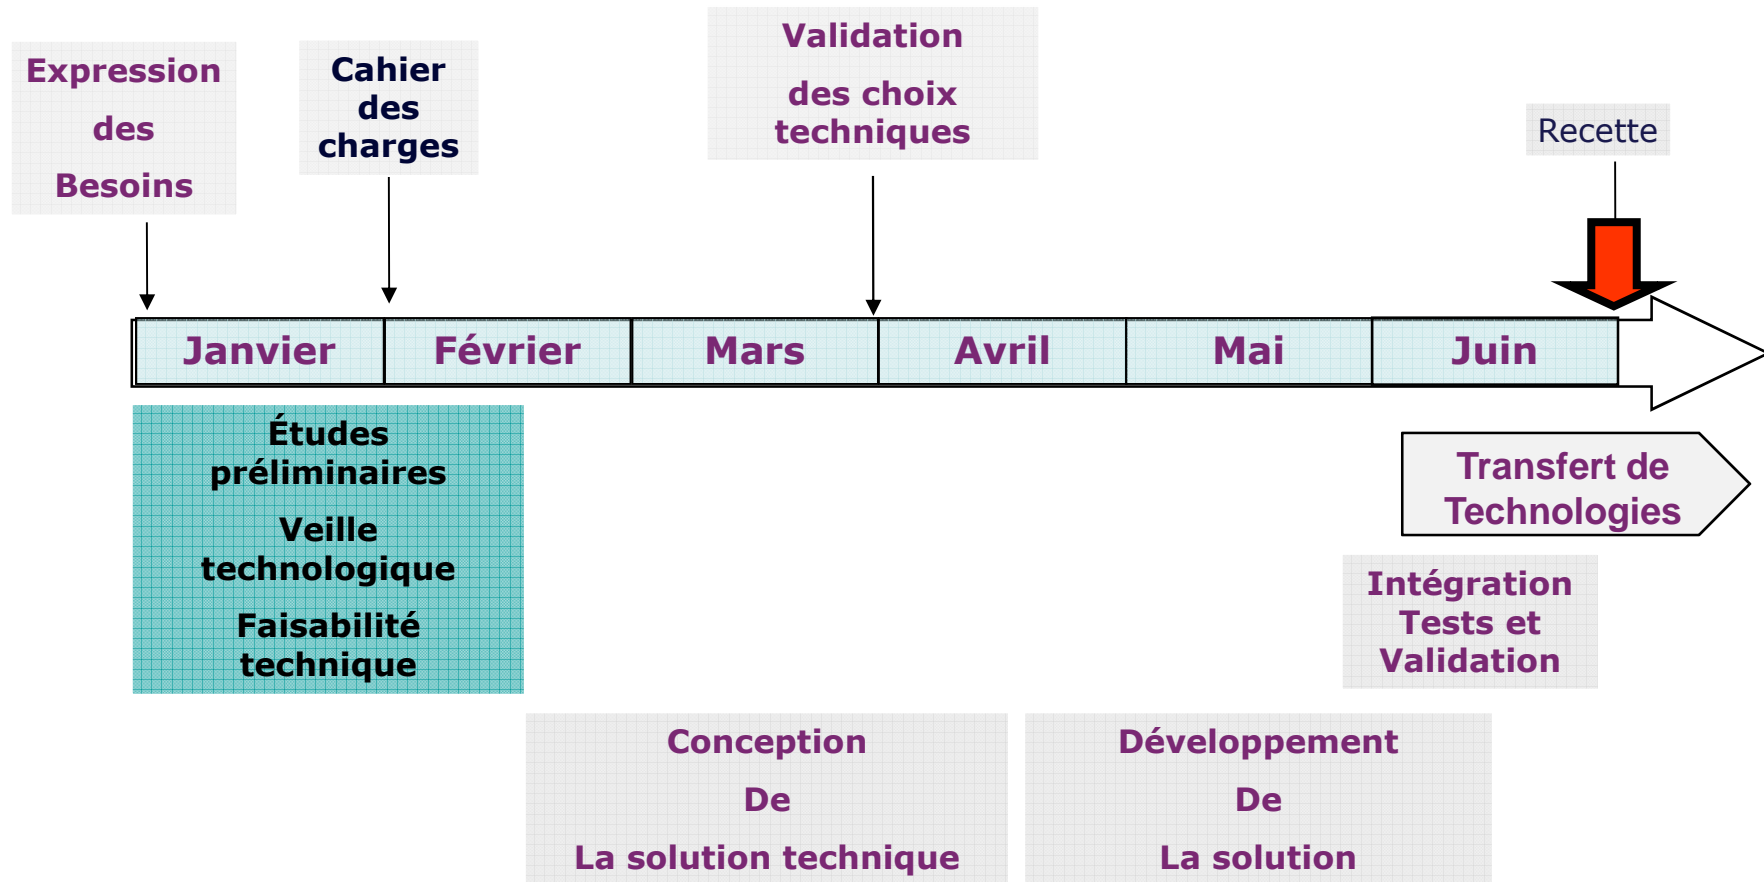 Expression
des
Besoins
Cahier
des
charges
Validation
des choix
techniques
Recette
Janvier
Février
Mars
Avril
Mai
Juin
Études
préliminaires
Veille
technologique
Faisabilité
technique
Transfert de
Technologies
Intégration
Tests et
Validation
Conception
De
La solution technique
Développement
De
La solution